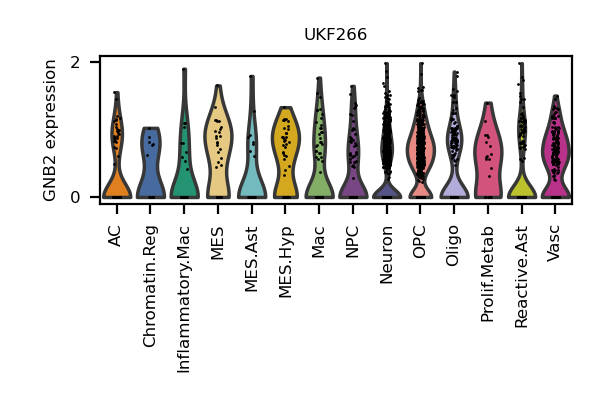 UKF266
GNB2 expression
2
0
AC
Chromatin.Reg
Inflammatory.Mac
MES
MES.Ast
MES.Hyp
Mac
NPC
Neuron
OPC
Oligo
Prolif.Metab
Reactive.Ast
Vasc